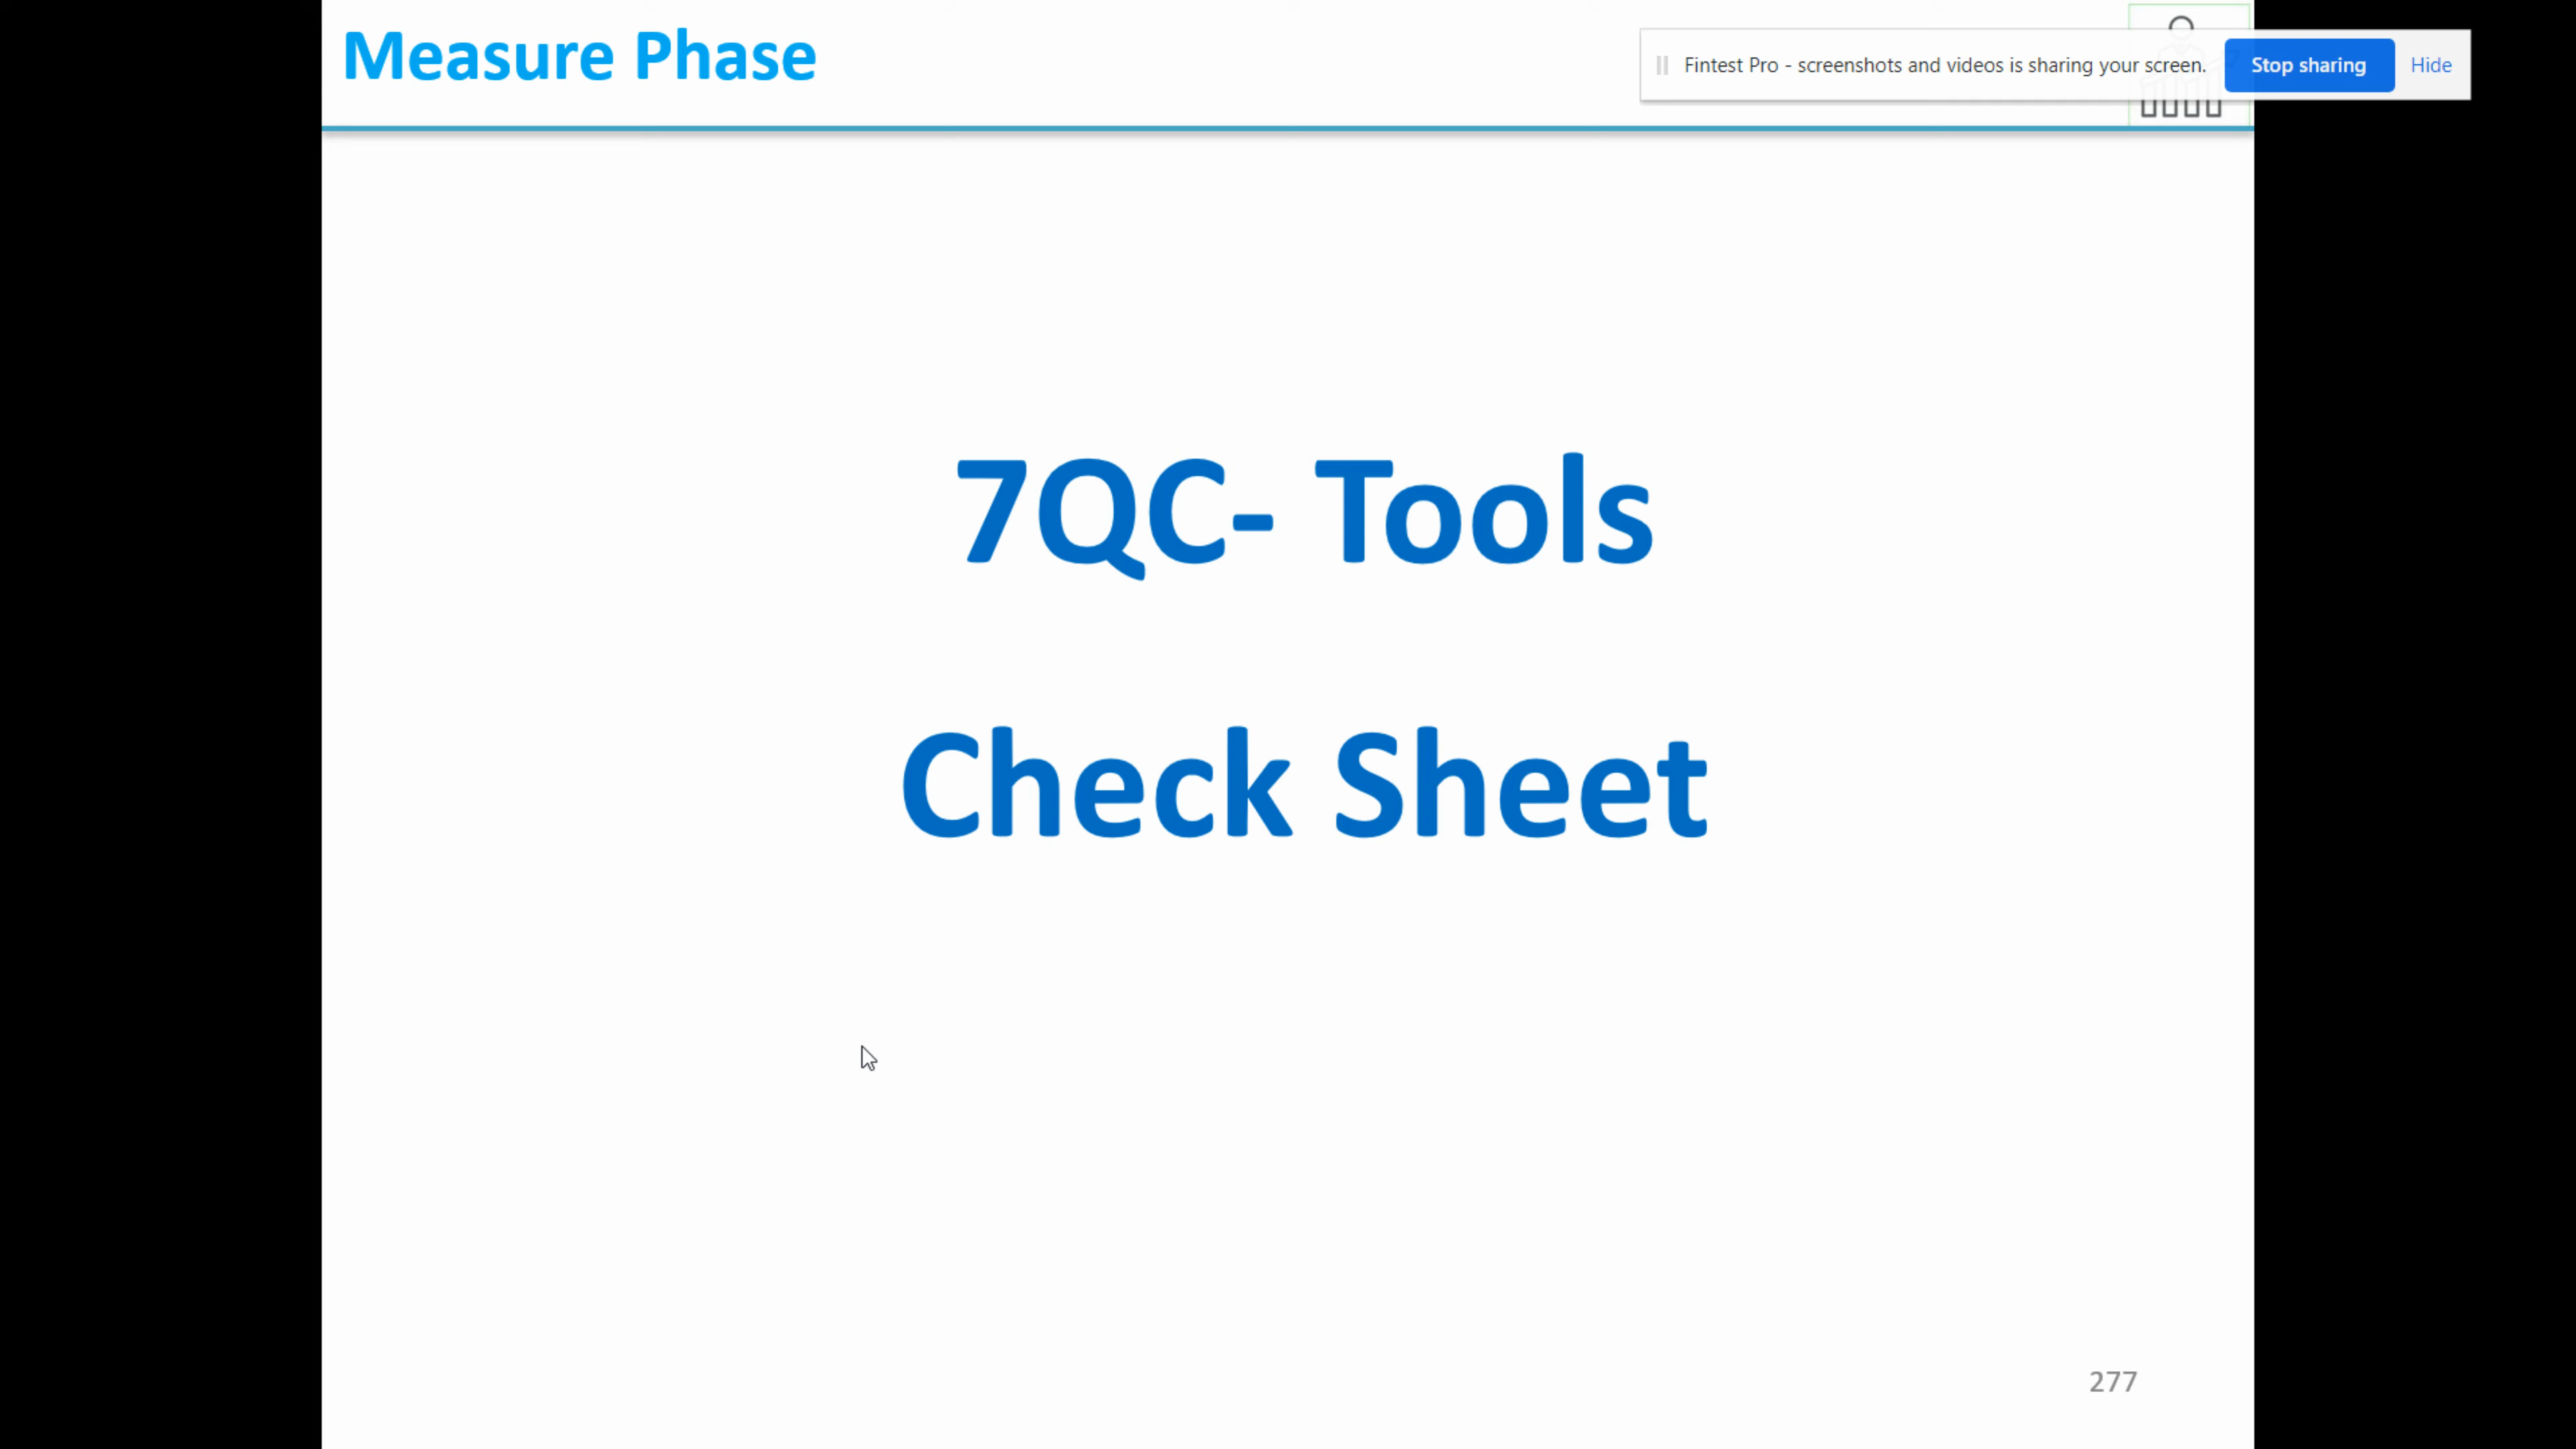 Measure Phase
Fintest Pro - screenshots and videos is sharing your screen. Stop sharing Hide
7QC- Tools
Check Sheet
277